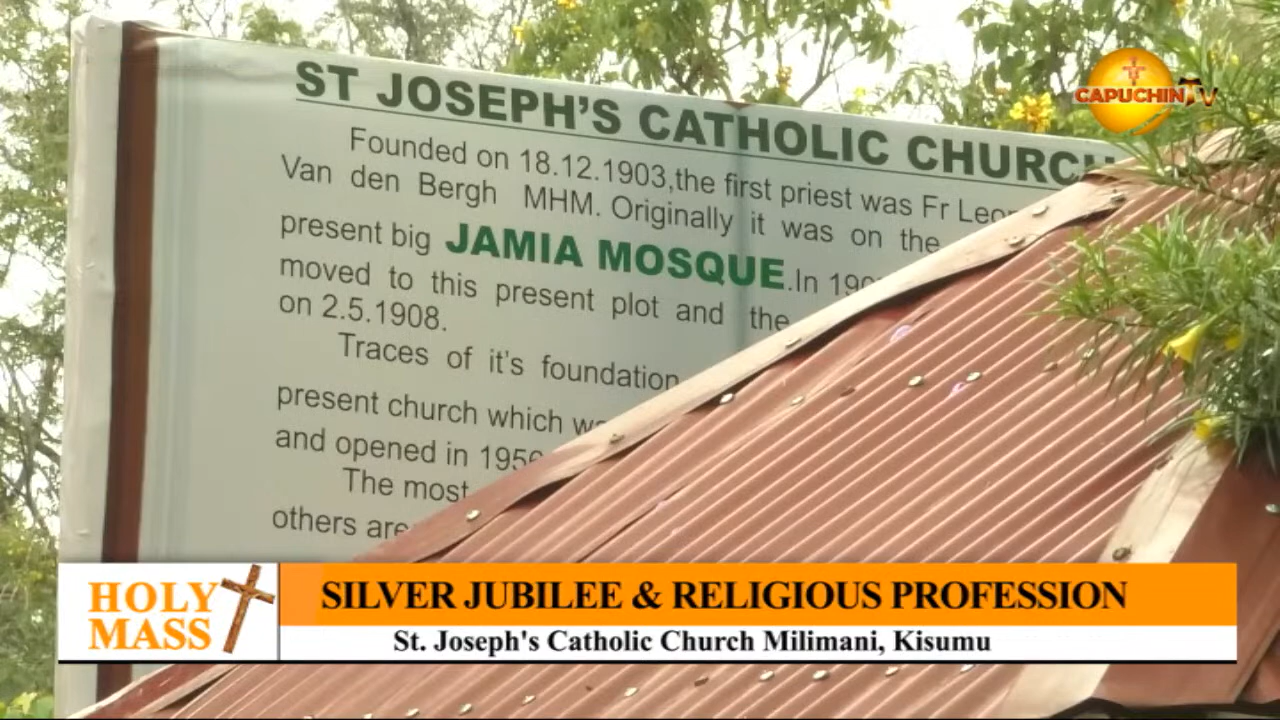 CAPUCHIN TV
ST JOSEPH'S CATHOLIC CHURCH
Founded on 18.12.1903,the first priest was Fr
Van den Bergh MHM. Originally it was on the
present big JAMIA MOSQUE.In
moved to this present plot and the
on 2.5.1908.
Traces of it's foundation
present church which
and opened in
The most
others are
HOLY
MASS
SILVER JUBILEE & RELIGIOUS PROFESSION
St. Joseph's Catholic Church Milimani, Kisumu